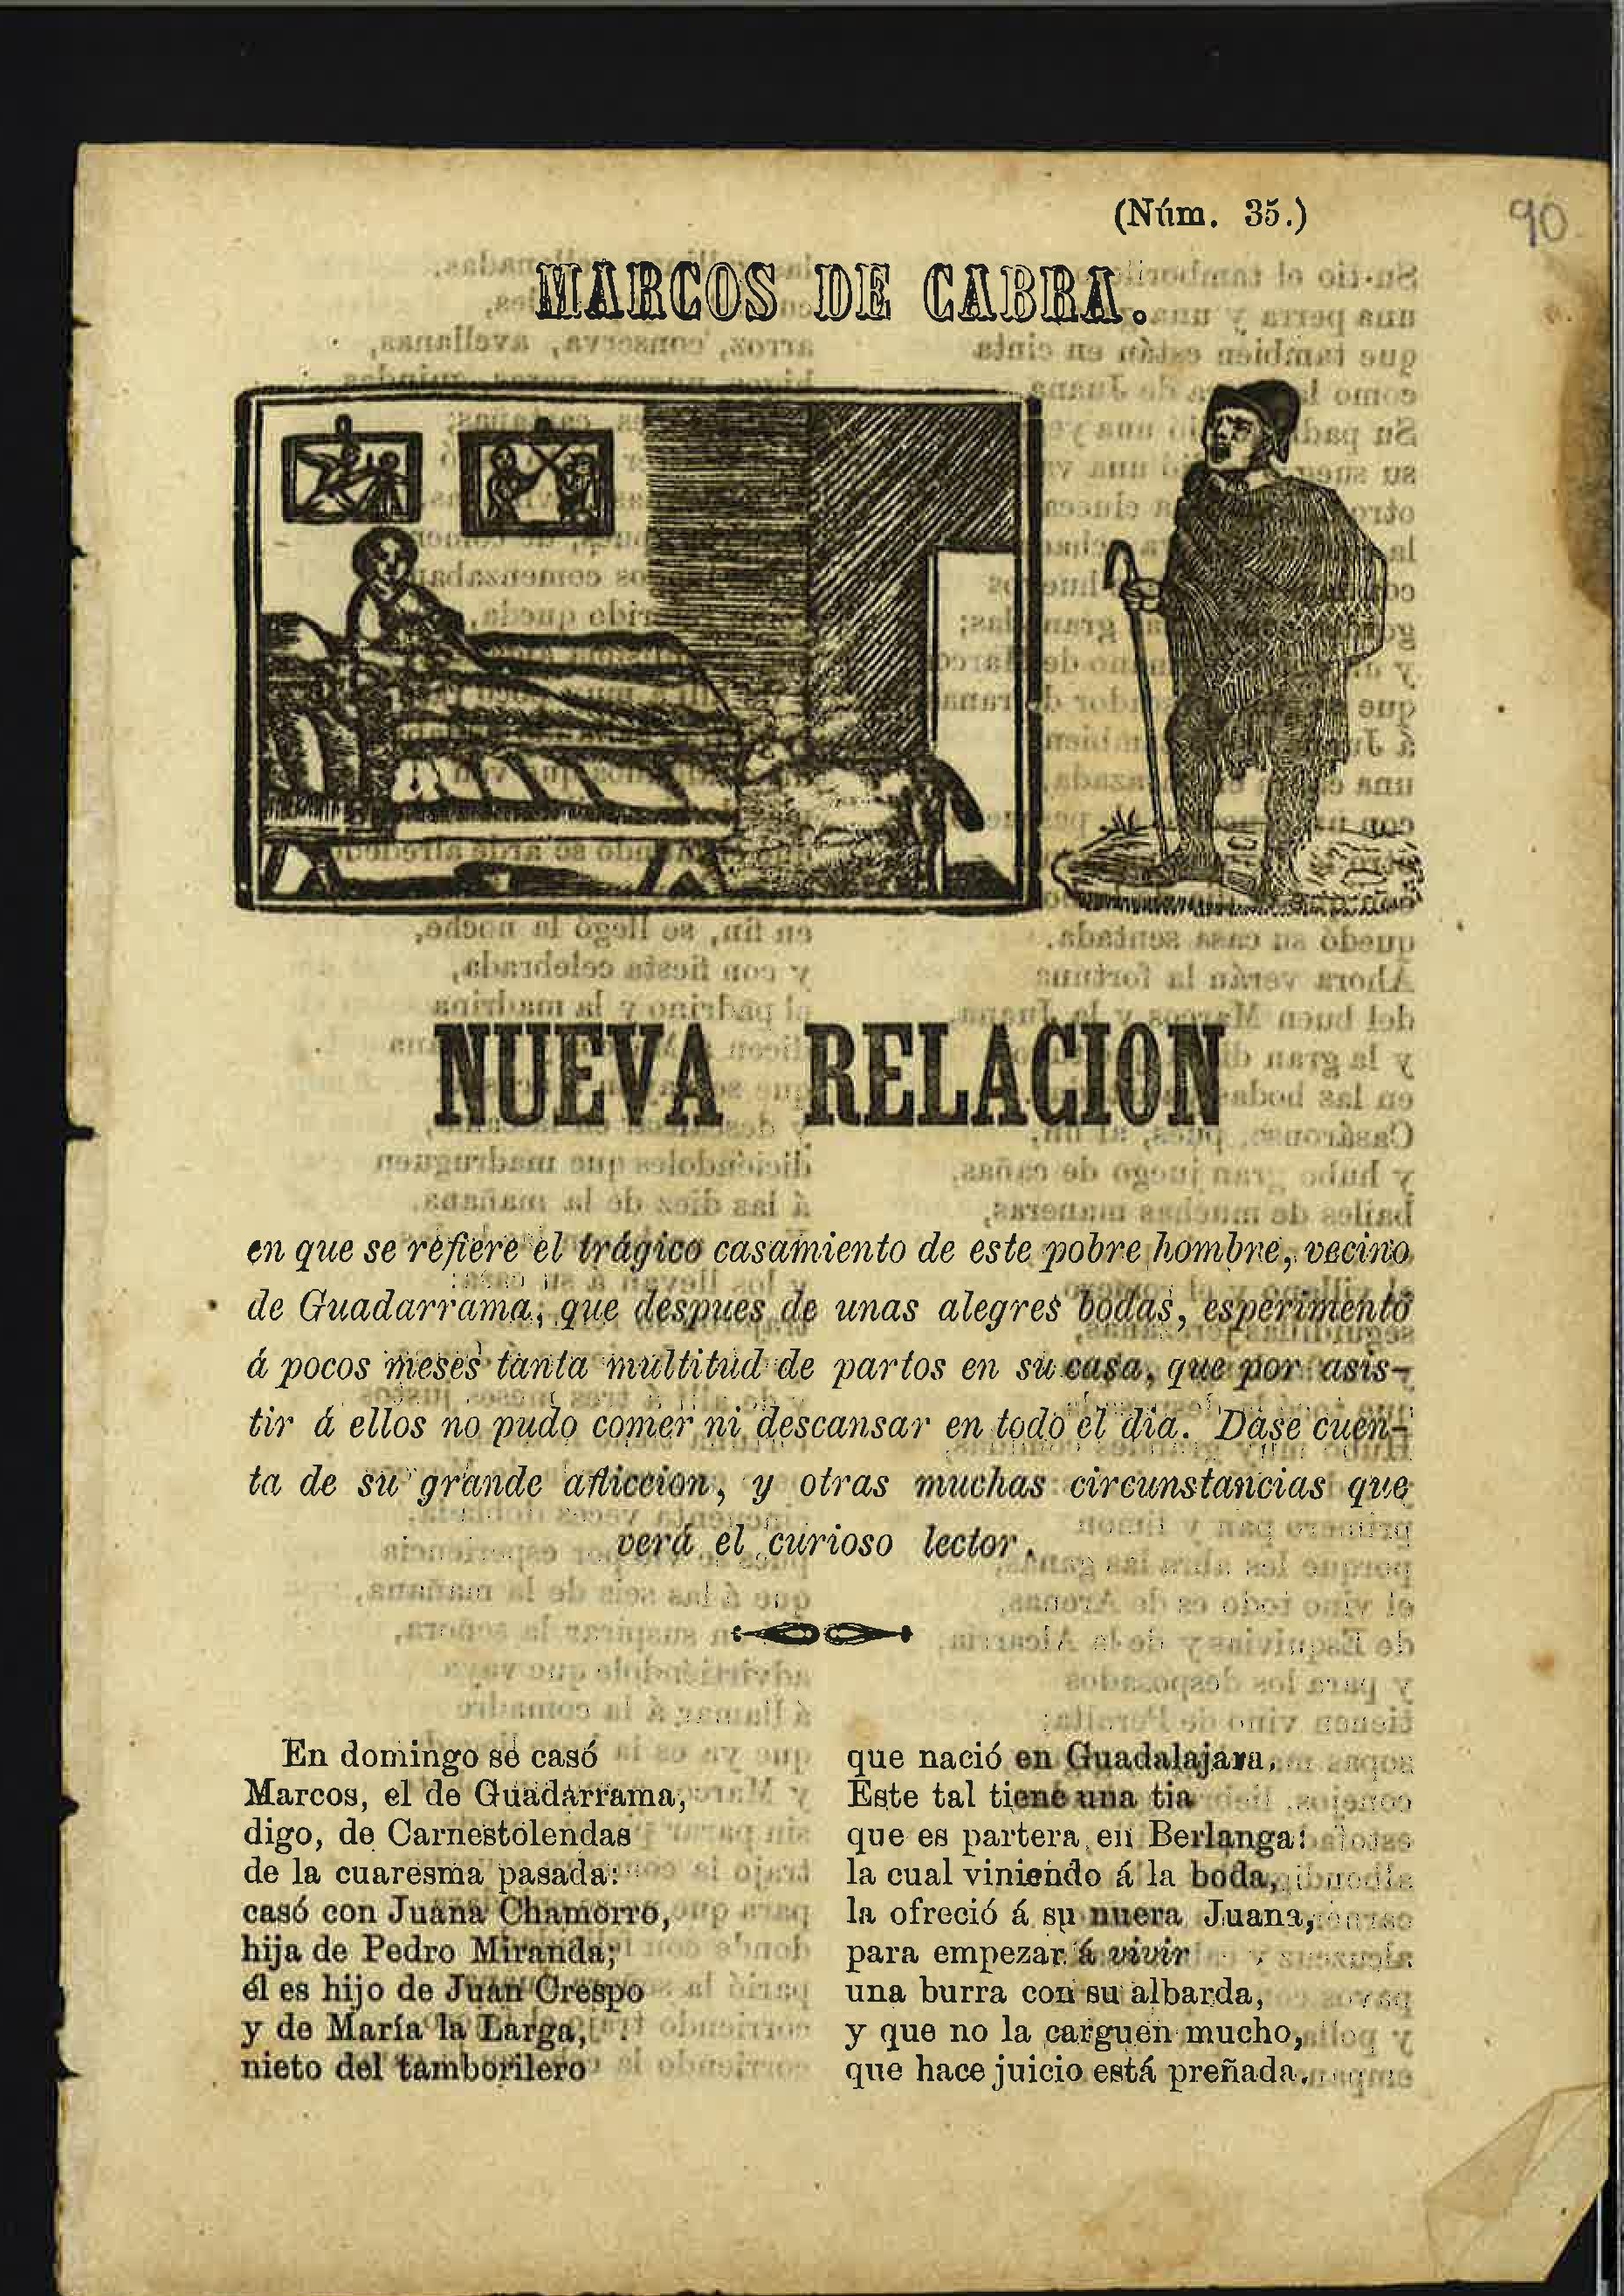 (Núm. 35.)
90
MARCOS DE CABRA.
NUEVA RELACION
en que se refiere el trágico casamiento de este pobre hombre, vecino
de Guadarrama, que despues de unas alegres bodas, esperimentó
á pocos meses tanta multitud de partos en su casa, que por asis-
tir á ellos no pudo comer ni descansar en todo el dia. Dase cuen-
ta de su grande afliccion, y otras muchas circunstancias que
verá el curioso lector.
En domingo se casó
Marcos, el de Guadarrama,
digo, de Carnestolendas
de la cuaresma pasada:
casó con Juana Chamorro,
hija de Pedro Miranda;
él es hijo de Juan Crespo
y de María la Larga,
nieto del tamborilero
que nació en Guadalajara.
Este tal tiene una tia
que es partera en Berlanga:
la cual viniendo á la boda,
la ofreció á su nuera Juana,
para empezar á vivir
una burra con su albarda,
y que no la carguen mucho,
que hace juicio está preñada.